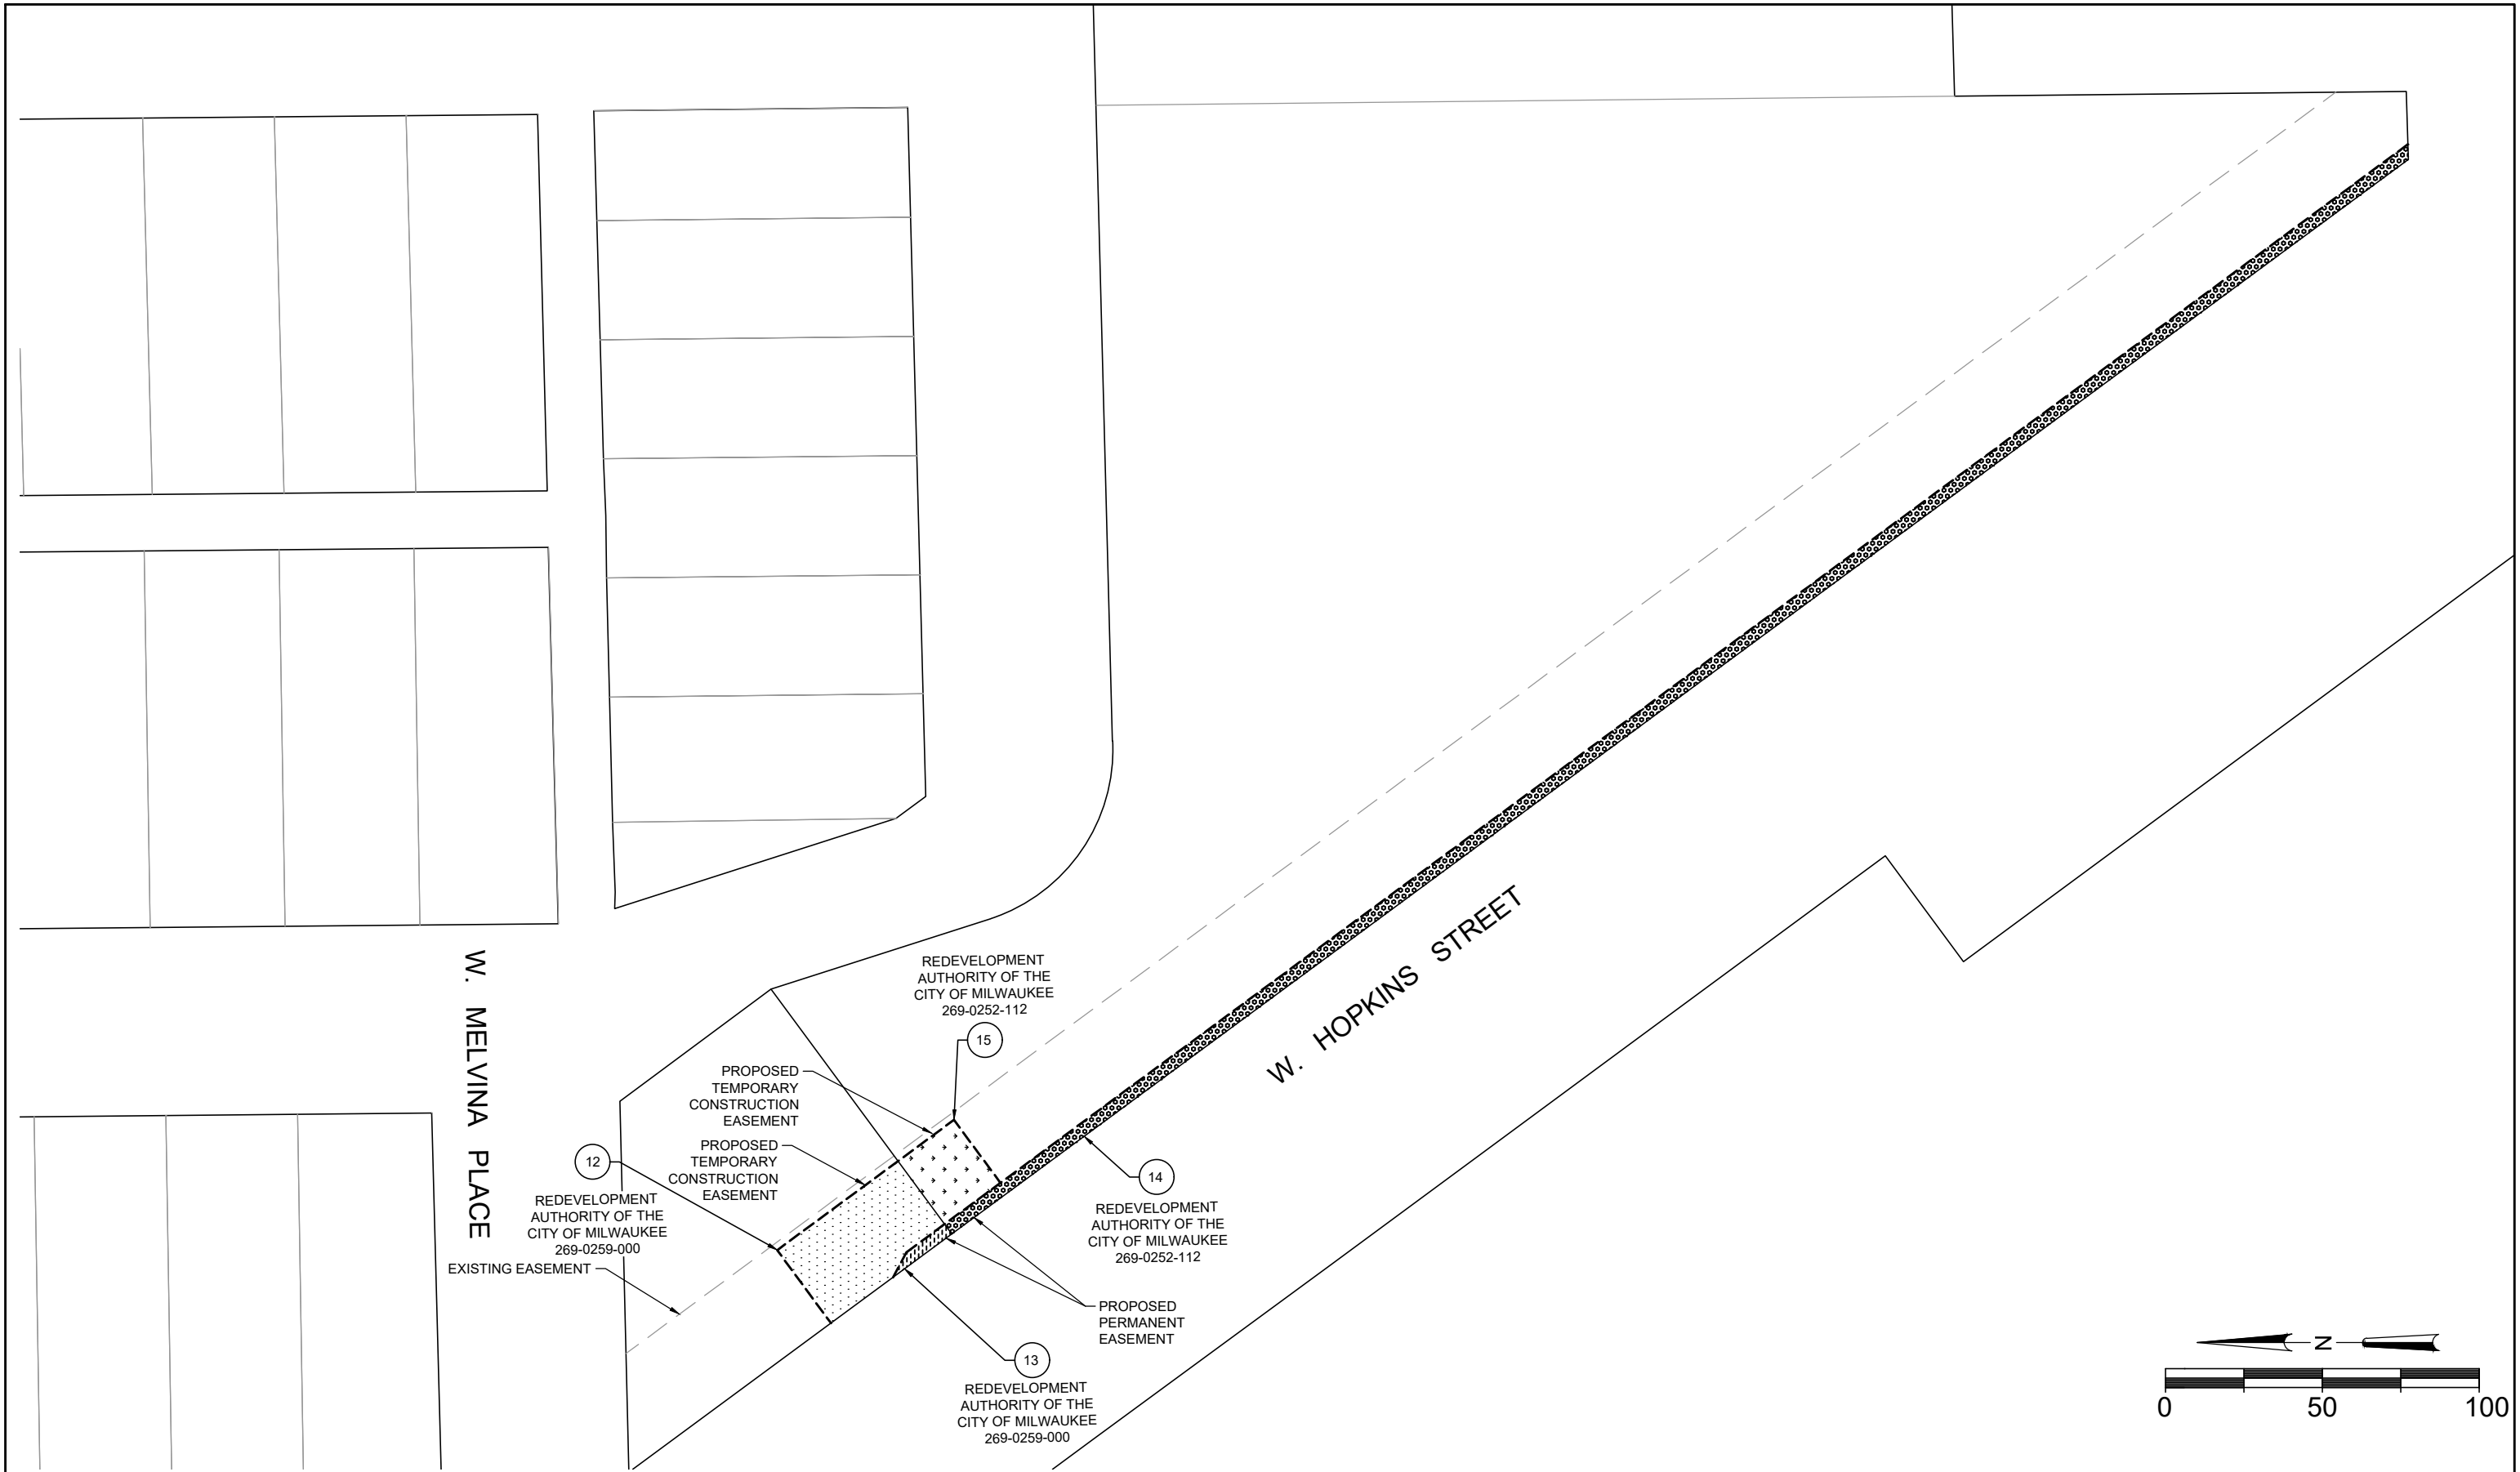 REDEVELOPMENT
AUTHORITY OF THE
CITY OF MILWAUKEE
269-0252-112
15
PROPOSED
TEMPORARY
CONSTRUCTION
EASEMENT
PROPOSED
TEMPORARY
CONSTRUCTION
EASEMENT
12
REDEVELOPMENT
AUTHORITY OF THE
CITY OF MILWAUKEE
269-0259-000
EXISTING EASEMENT
W. MELVINA PLACE
W. HOPKINS STREET
14
REDEVELOPMENT
AUTHORITY OF THE
CITY OF MILWAUKEE
269-0252-112
PROPOSED
PERMANENT
EASEMENT
13
REDEVELOPMENT
AUTHORITY OF THE
CITY OF MILWAUKEE
269-0259-000
N
0 50 100